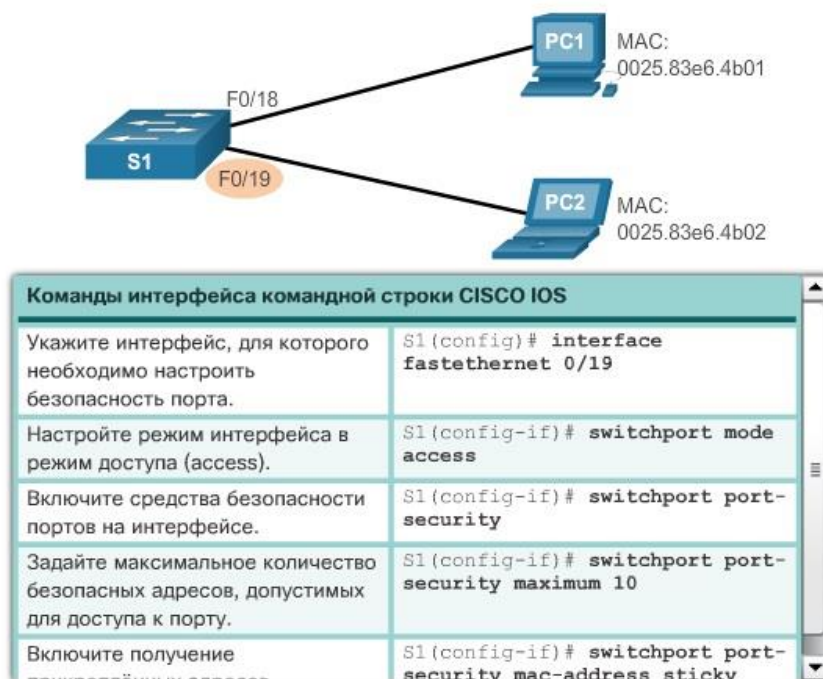 PC1
MAC:
0025.83e6.4b01
F0/18
S1
F0/19
PC2
MAC:
0025.83e6.4b02
Команды интерфейса командной строки CISCO IOS
Укажите интерфейс, для которого
необходимо настроить
безопасность порта.
S1(config)# interface
fastethernet 0/19
Настройте режим интерфейса в
режим доступа (access).
S1(config-if)# switchport mode
access
Включите средства безопасности
портов на интерфейсе.
S1(config-if)# switchport port-
security
Задайте максимальное количество
безопасных адресов, допустимых
для доступа к порту.
S1(config-if)# switchport port-
security maximum 10
Включите получение
S1(config-if)# switchport port-
security mac-address sticky